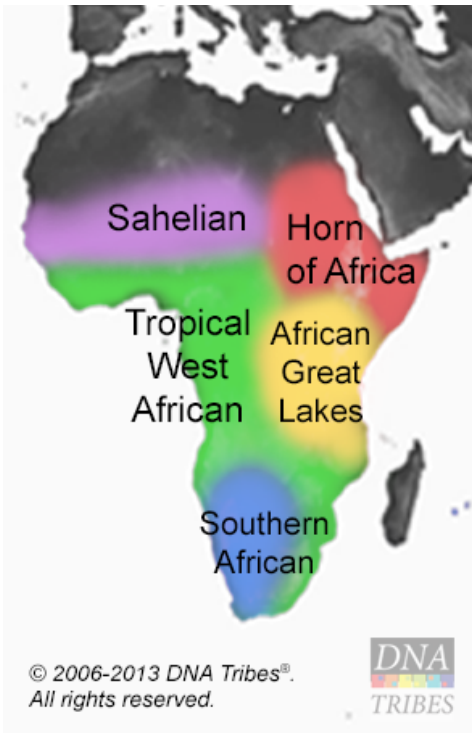 Sahelian
Horn
of Africa
Tropical
West
African
African
Great
Lakes
Southern
African
© 2006-2013 DNA Tribes®.
All rights reserved.
DNA
TRIBES